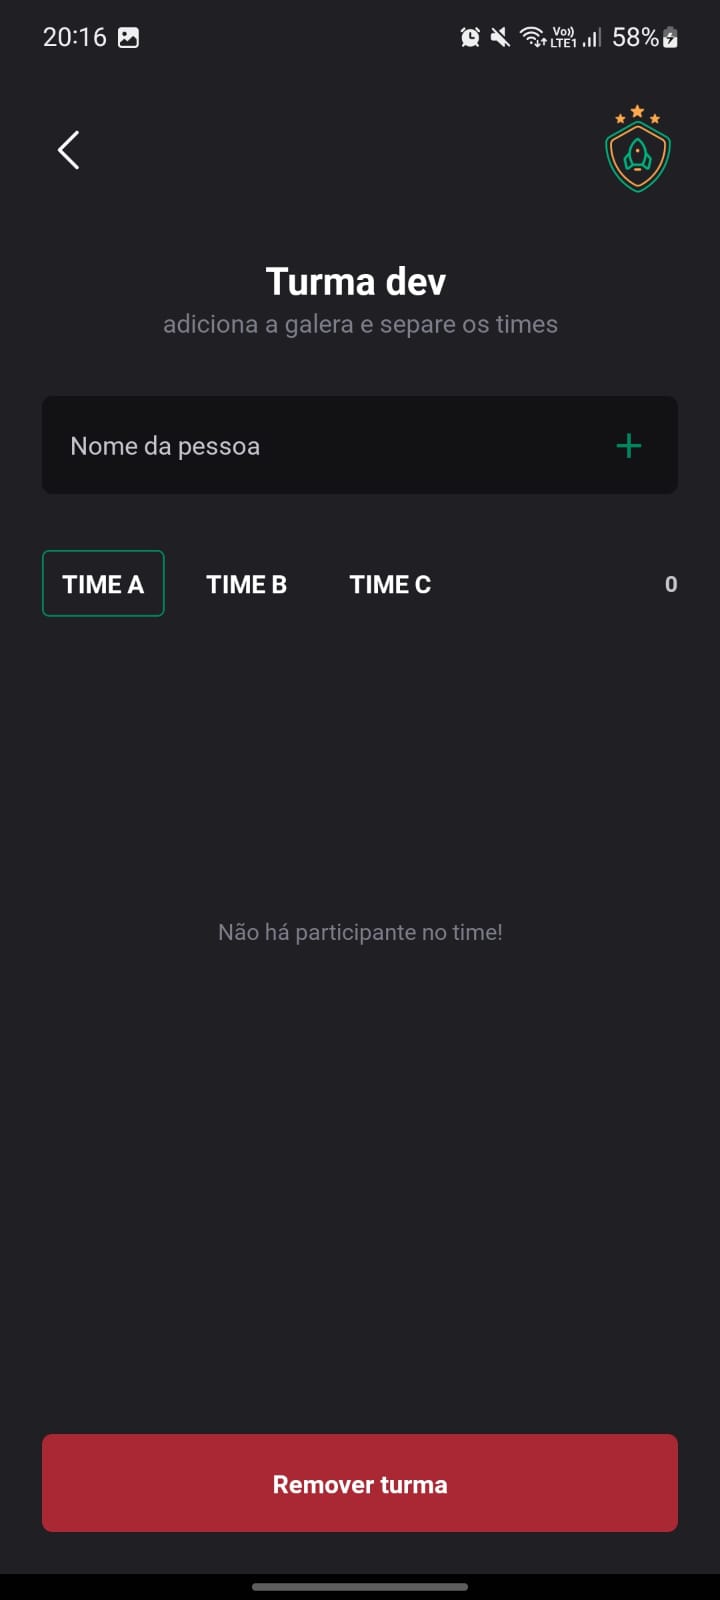 20:16 Vo)) LTE1 58%
Turma dev
adiciona a galera e separe os times
Nome da pessoa +
TIME A TIME B TIME C 0
Não há participante no time!
Remover turma